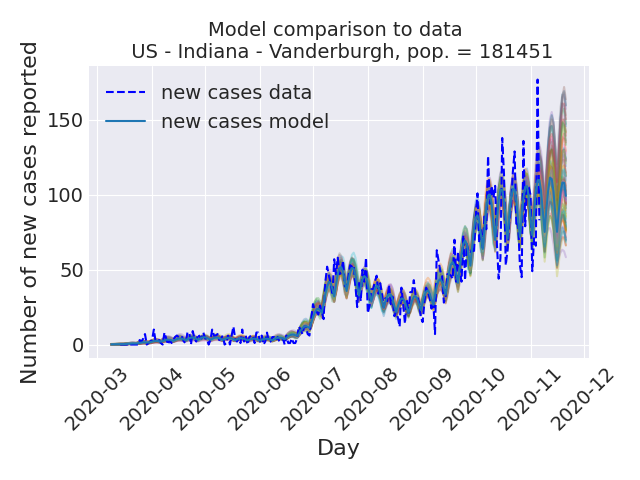 Model comparison to data
US - Indiana - Vanderburgh, pop. = 181451
Number of new cases reported
150
100
50
0
new cases data
new cases model
2020-03
2020-04
2020-05
2020-06
2020-07
2020-08
2020-09
2020-10
2020-11
2020-12
Day